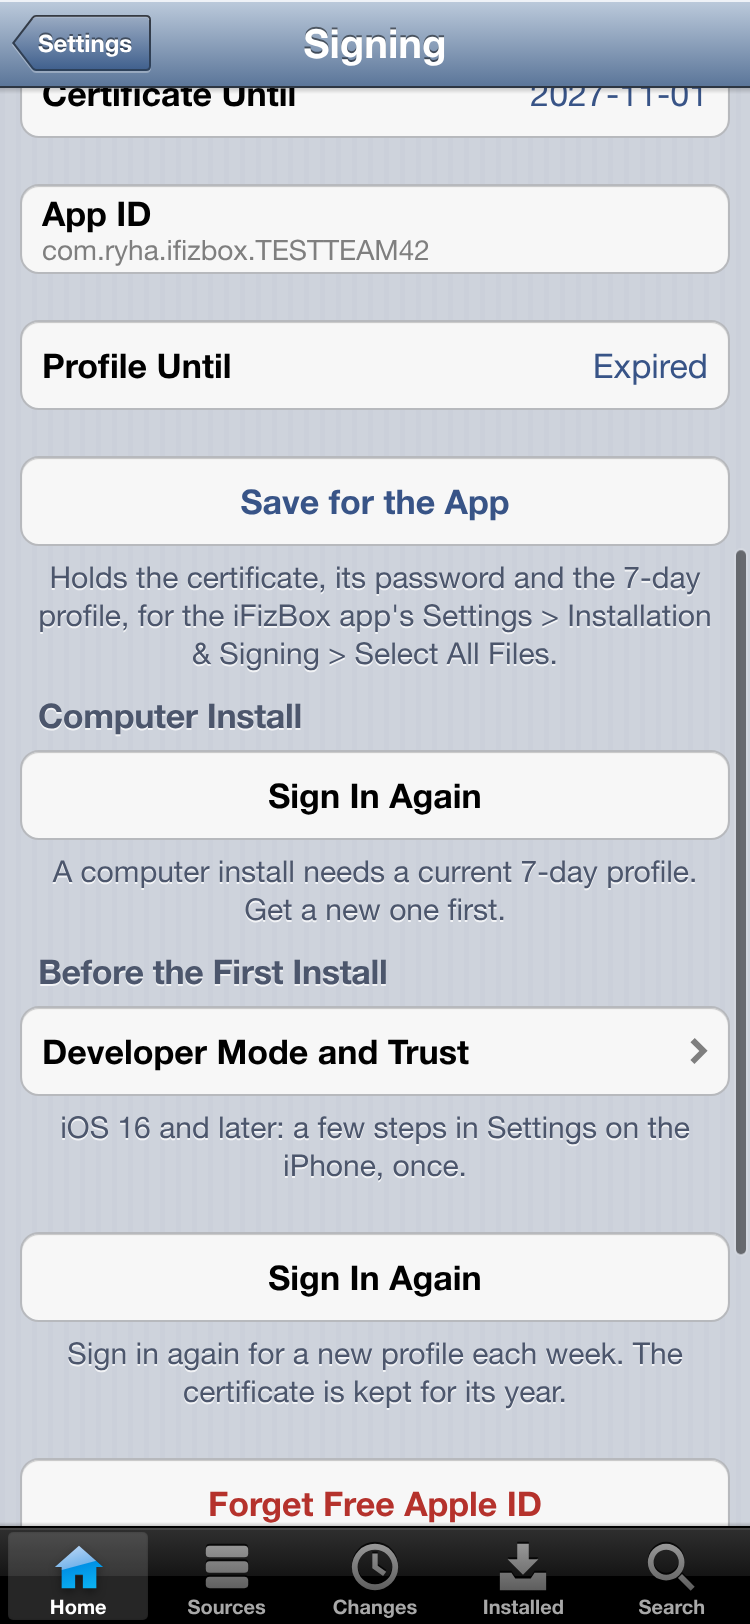 Settings
Signing
Certificate Until
2027-11-01
App ID
com.ryha.ifizbox.TESTTEAM42
Profile Until
Expired
Save for the App
Holds the certificate, its password and the 7-day
profile, for the iFizBox app's Settings > Installation
& Signing > Select All Files.
Computer Install
Sign In Again
A computer install needs a current 7-day profile.
Get a new one first.
Before the First Install
Developer Mode and Trust
iOS 16 and later: a few steps in Settings on the
iPhone, once.
Sign In Again
Sign in again for a new profile each week. The
certificate is kept for its year.
Forget Free Apple ID
Home
Sources
Changes
Installed
Search